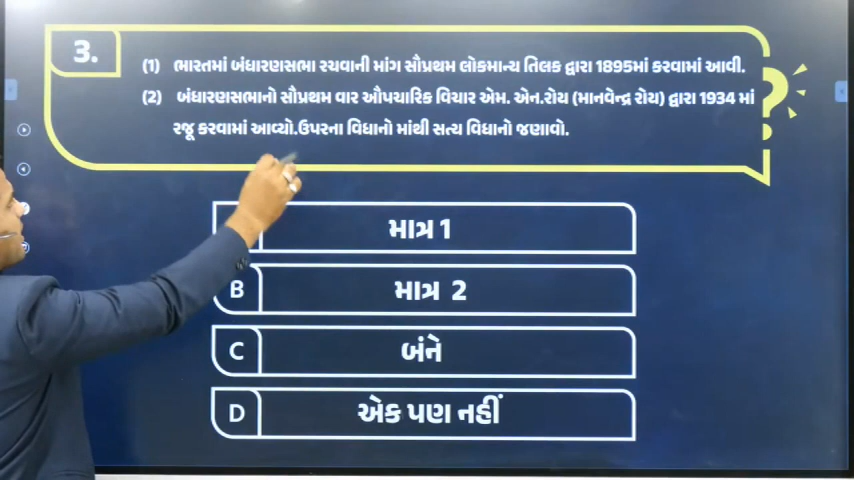 3.
(1) ભારતમાં બંધારણસભા રચવાની માંગ સૌપ્રથમ લોકમાન્ય તિલક દ્વારા 1895માં કરવામાં આવી.
(2) બંધારણસભાનો સૌપ્રથમ વાર ઔપચારિક વિચાર એમ. એન.રોય (માનવેન્દ્ર રોય) દ્વારા 1934 માં
રજૂ કરવામાં આવ્યો.ઉપરના વિધાનો માંથી સત્ય વિધાનો જણાવો.
?
માત્ર 1
B માત્ર 2
C બંને
D એક પણ નહીં